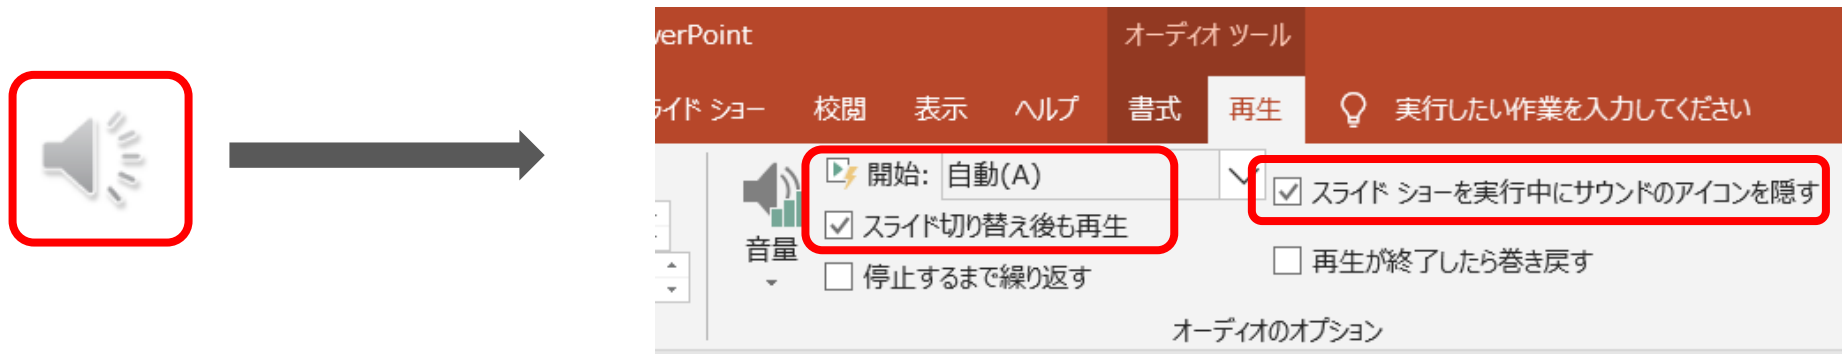 erPoint
オーディオ ツール
イド ショー 校閲 表示 ヘルプ 書式 再生 実行したい作業を入力してください
開始: 自動(A)
スライド ショーを実行中にサウンドのアイコンを隠す
スライド切り替え後も再生
音量
再生が終了したら巻き戻す
停止するまで繰り返す
オーディオのオプション